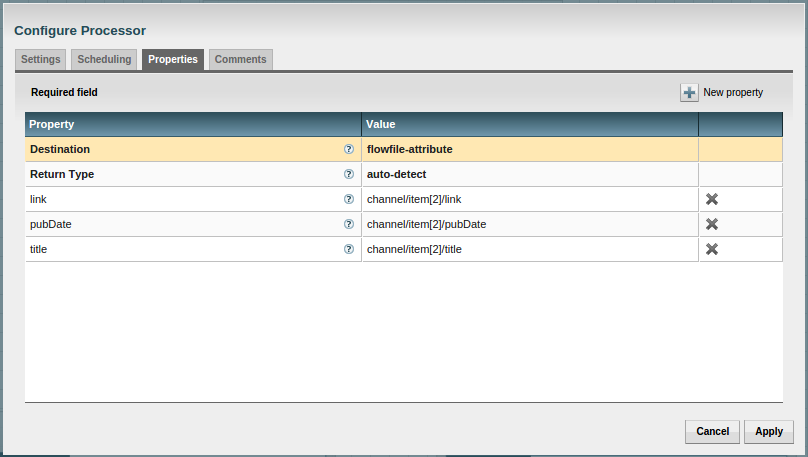 Configure Processor
Settings Scheduling Properties Comments
Required field New property
Property Value
Destination ? flowfile-attribute
Return Type ? auto-detect
link ? channel/item[2]/link
pubDate ? channel/item[2]/pubDate
title ? channel/item[2]/title
Cancel Apply